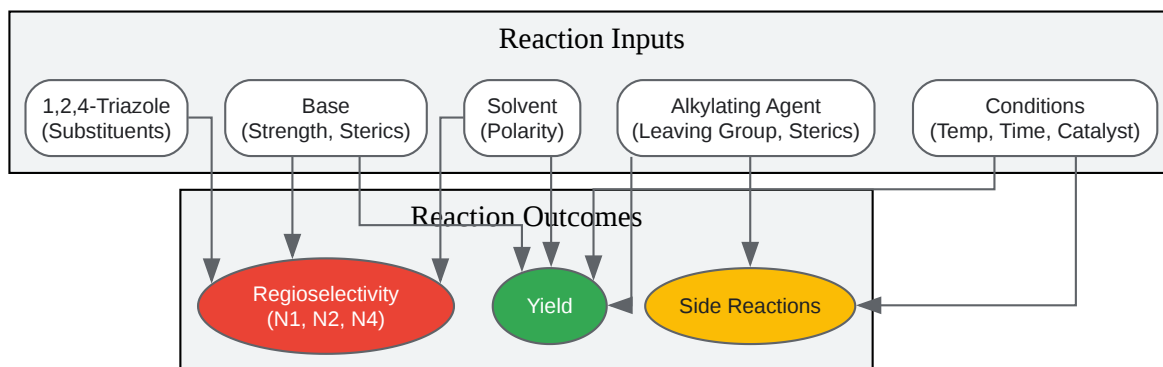 Reaction Inputs
1,2,4-Triazole
(Substituents)
Base
(Strength, Sterics)
Solvent
(Polarity)
Alkylating Agent
(Leaving Group, Sterics)
Conditions
(Temp, Time, Catalyst)
Reaction Outcomes
Regioselectivity
(N1, N2, N4)
Yield
Side Reactions